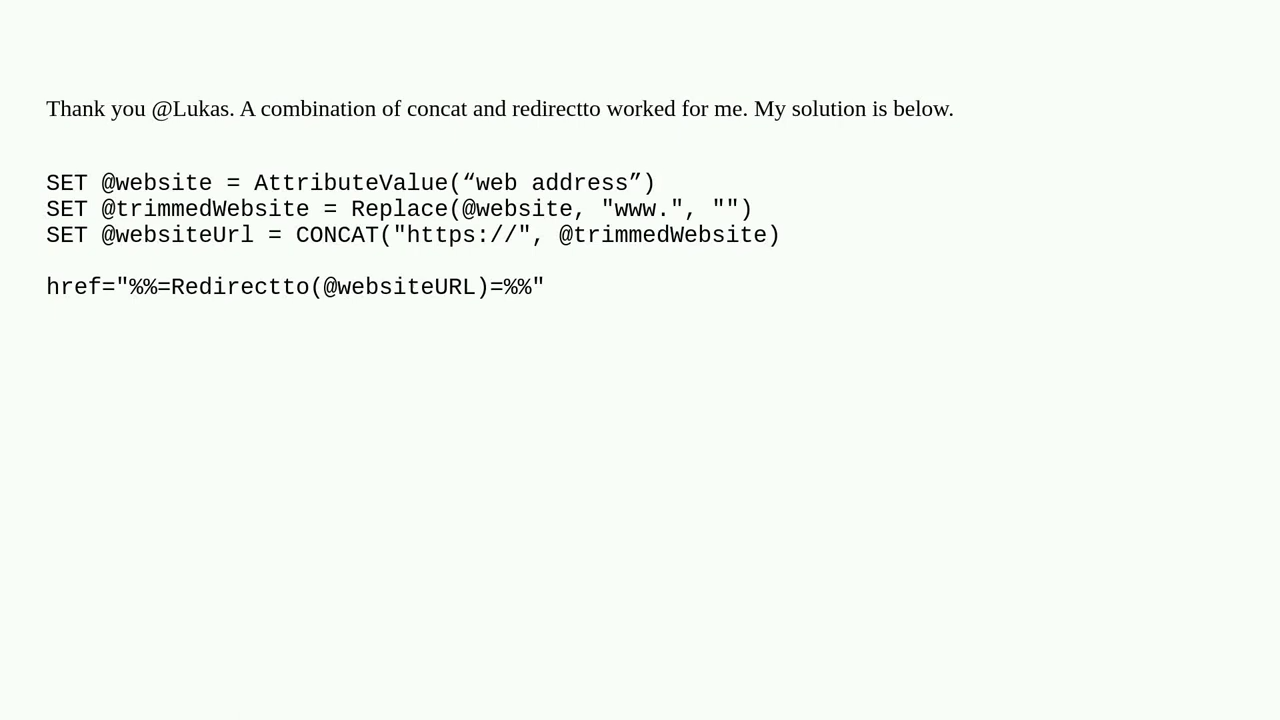 Thank you @Lukas. A combination of concat and redirectto worked for me. My solution is below.
SET @website = AttributeValue(“web address”)
SET @trimmedWebsite = Replace(@website, "www.", "")
SET @websiteUrl = CONCAT("https://", @trimmedWebsite)
href="%%=Redirectto(@websiteURL)=%%"